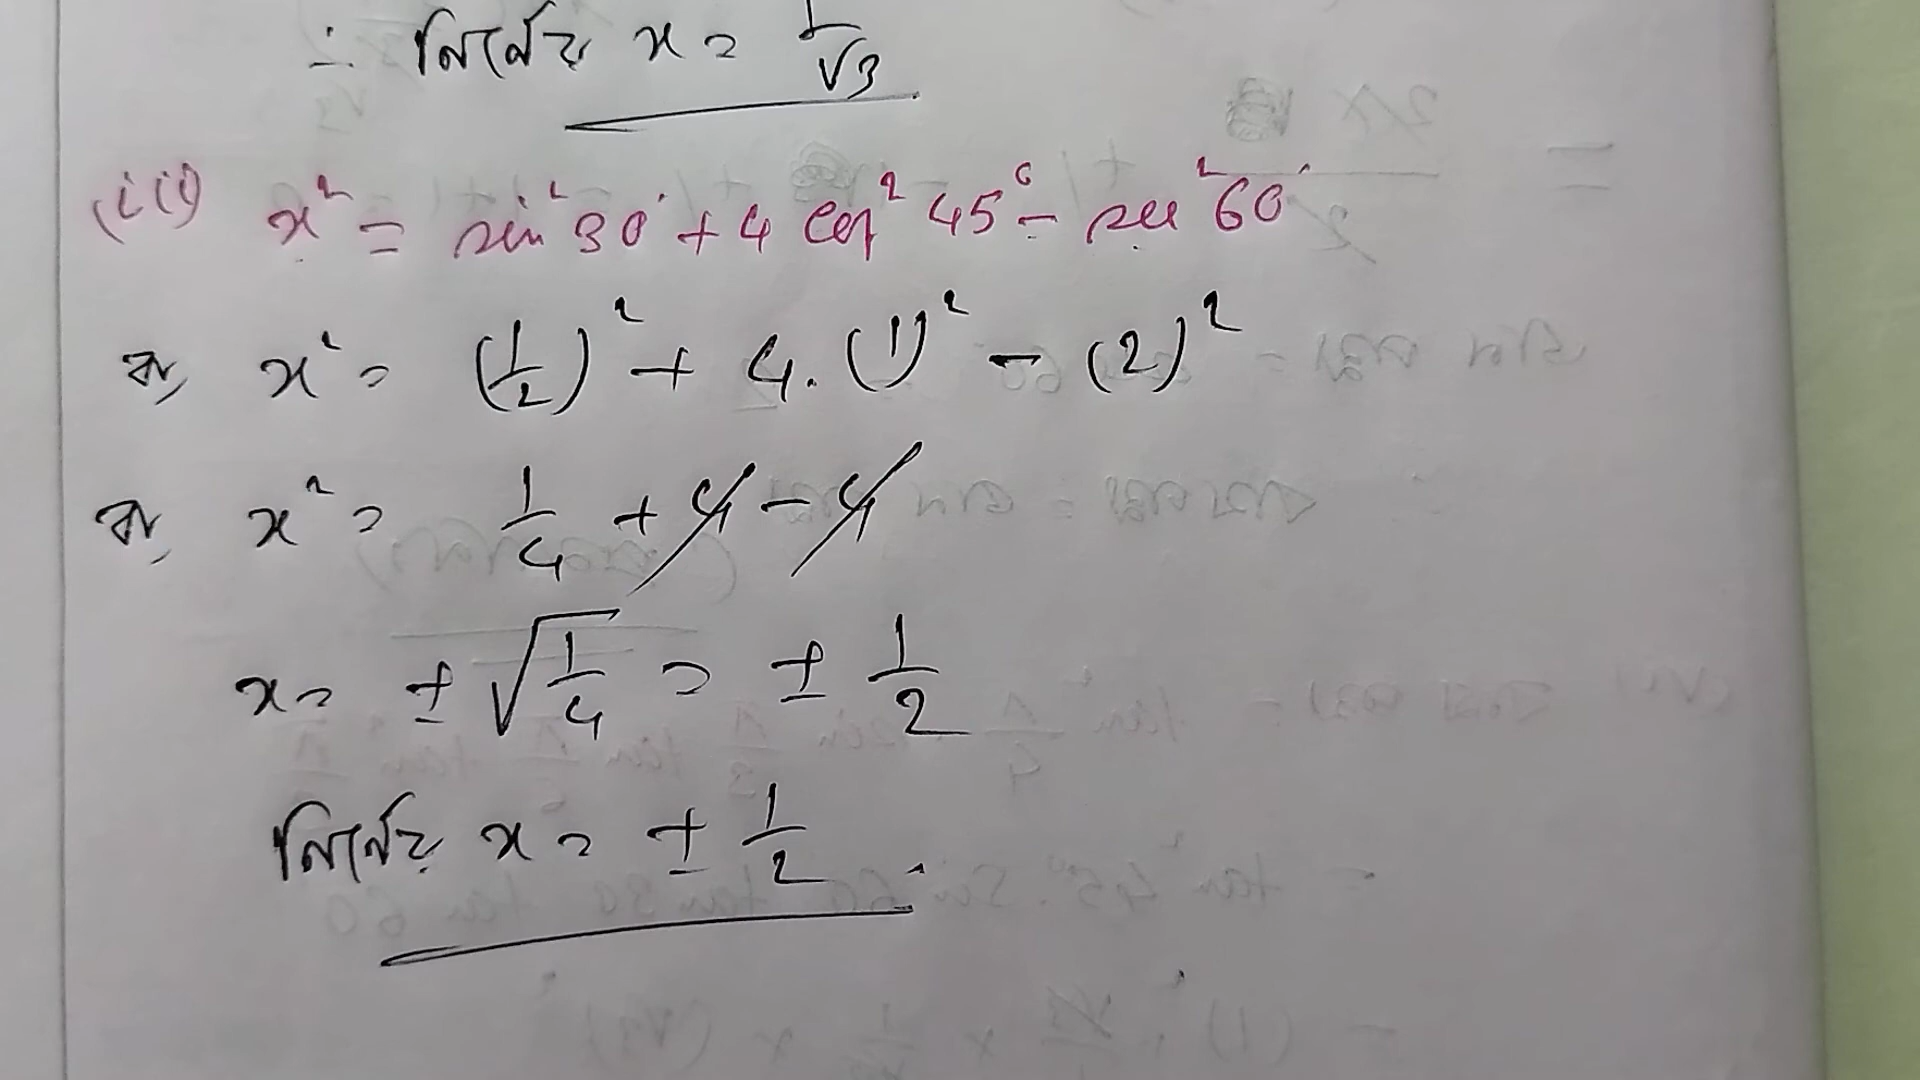 ∴ নির্ণেয় x = 1/√3
(iii) x² = sin²30° + 4 cot²45° - sec²60°
বা, x² = (1/2)² + 4. (1)² - (2)²
বা, x² = 1/4 + 4 - 4
x = ± √(1/4) = ± 1/2
নির্ণেয় x = ± 1/2.